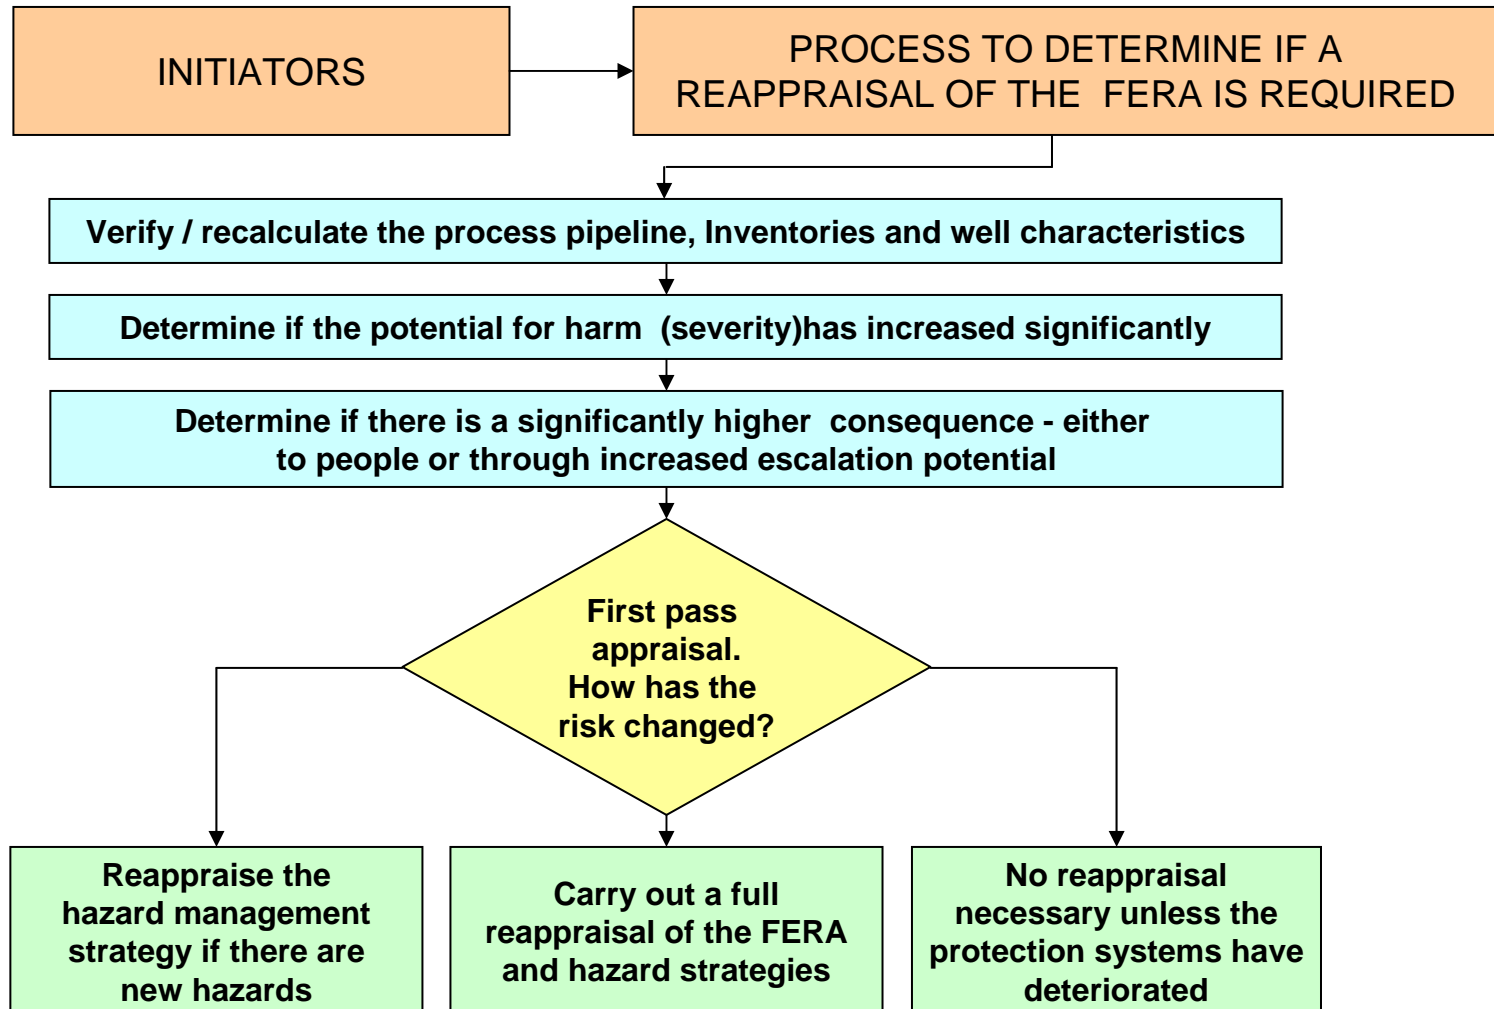 INITIATORS
PROCESS TO DETERMINE IF A
REAPPRAISAL OF THE  FERA IS REQUIRED
Verify / recalculate the process pipeline, Inventories and well characteristics
Determine if the potential for harm  (severity)has increased significantly
Determine if there is a significantly higher  consequence - either
to people or through increased escalation potential
First pass
appraisal.
How has the
risk changed?
Reappraise the
hazard management
strategy if there are
new hazards
Carry out a full
reappraisal of the FERA
and hazard strategies
No reappraisal
necessary unless the
protection systems have
deteriorated